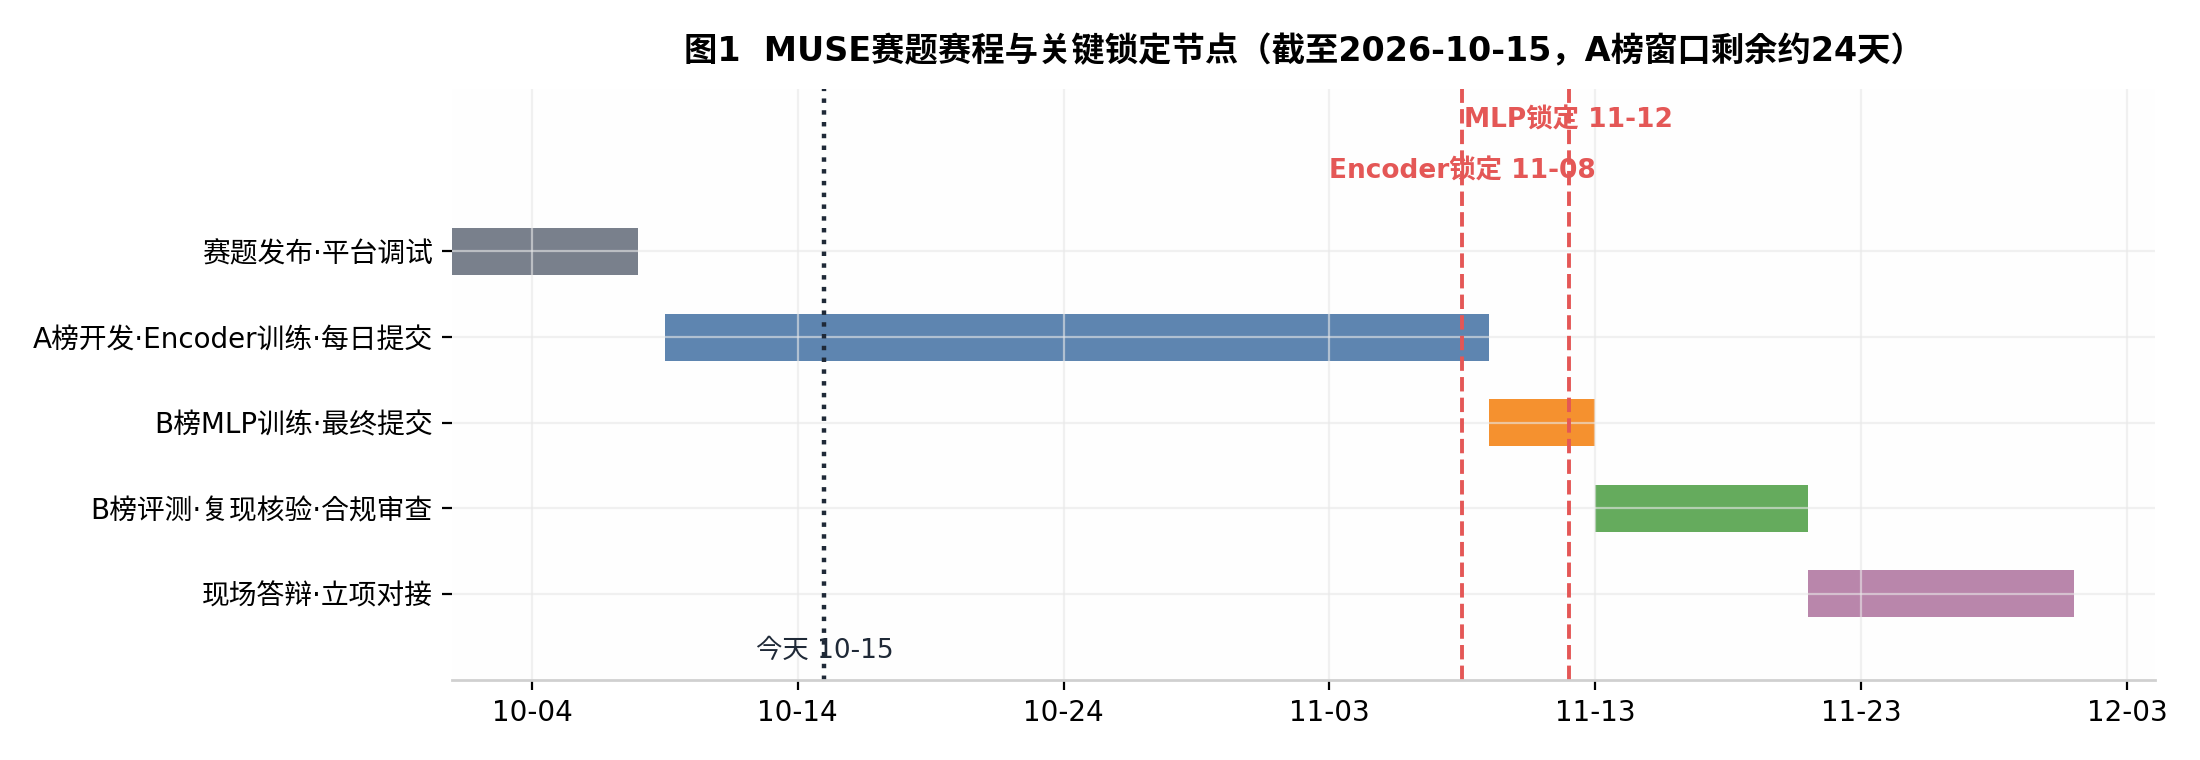 图1  MUSE赛题赛程与关键锁定节点（截至2026-10-15，A榜窗口剩余约24天）
MLP锁定 11-12
Encoder锁定 11-08
赛题发布·平台调试
A榜开发·Encoder训练·每日提交
B榜MLP训练·最终提交
B榜评测·复现核验·合规审查
现场答辩·立项对接
今天 10-15
10-04 10-14 10-24 11-03 11-13 11-23 12-03